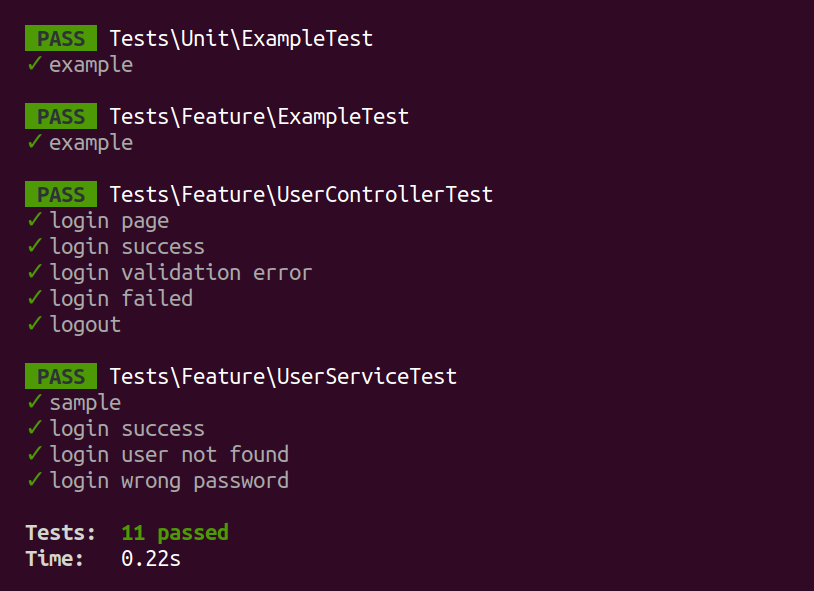 PASS Tests\Unit\ExampleTest
✓ example
PASS Tests\Feature\ExampleTest
✓ example
PASS Tests\Feature\UserControllerTest
✓ login page
✓ login success
✓ login validation error
✓ login failed
✓ logout
PASS Tests\Feature\UserServiceTest
✓ sample
✓ login success
✓ login user not found
✓ login wrong password
Tests: 11 passed
Time: 0.22s